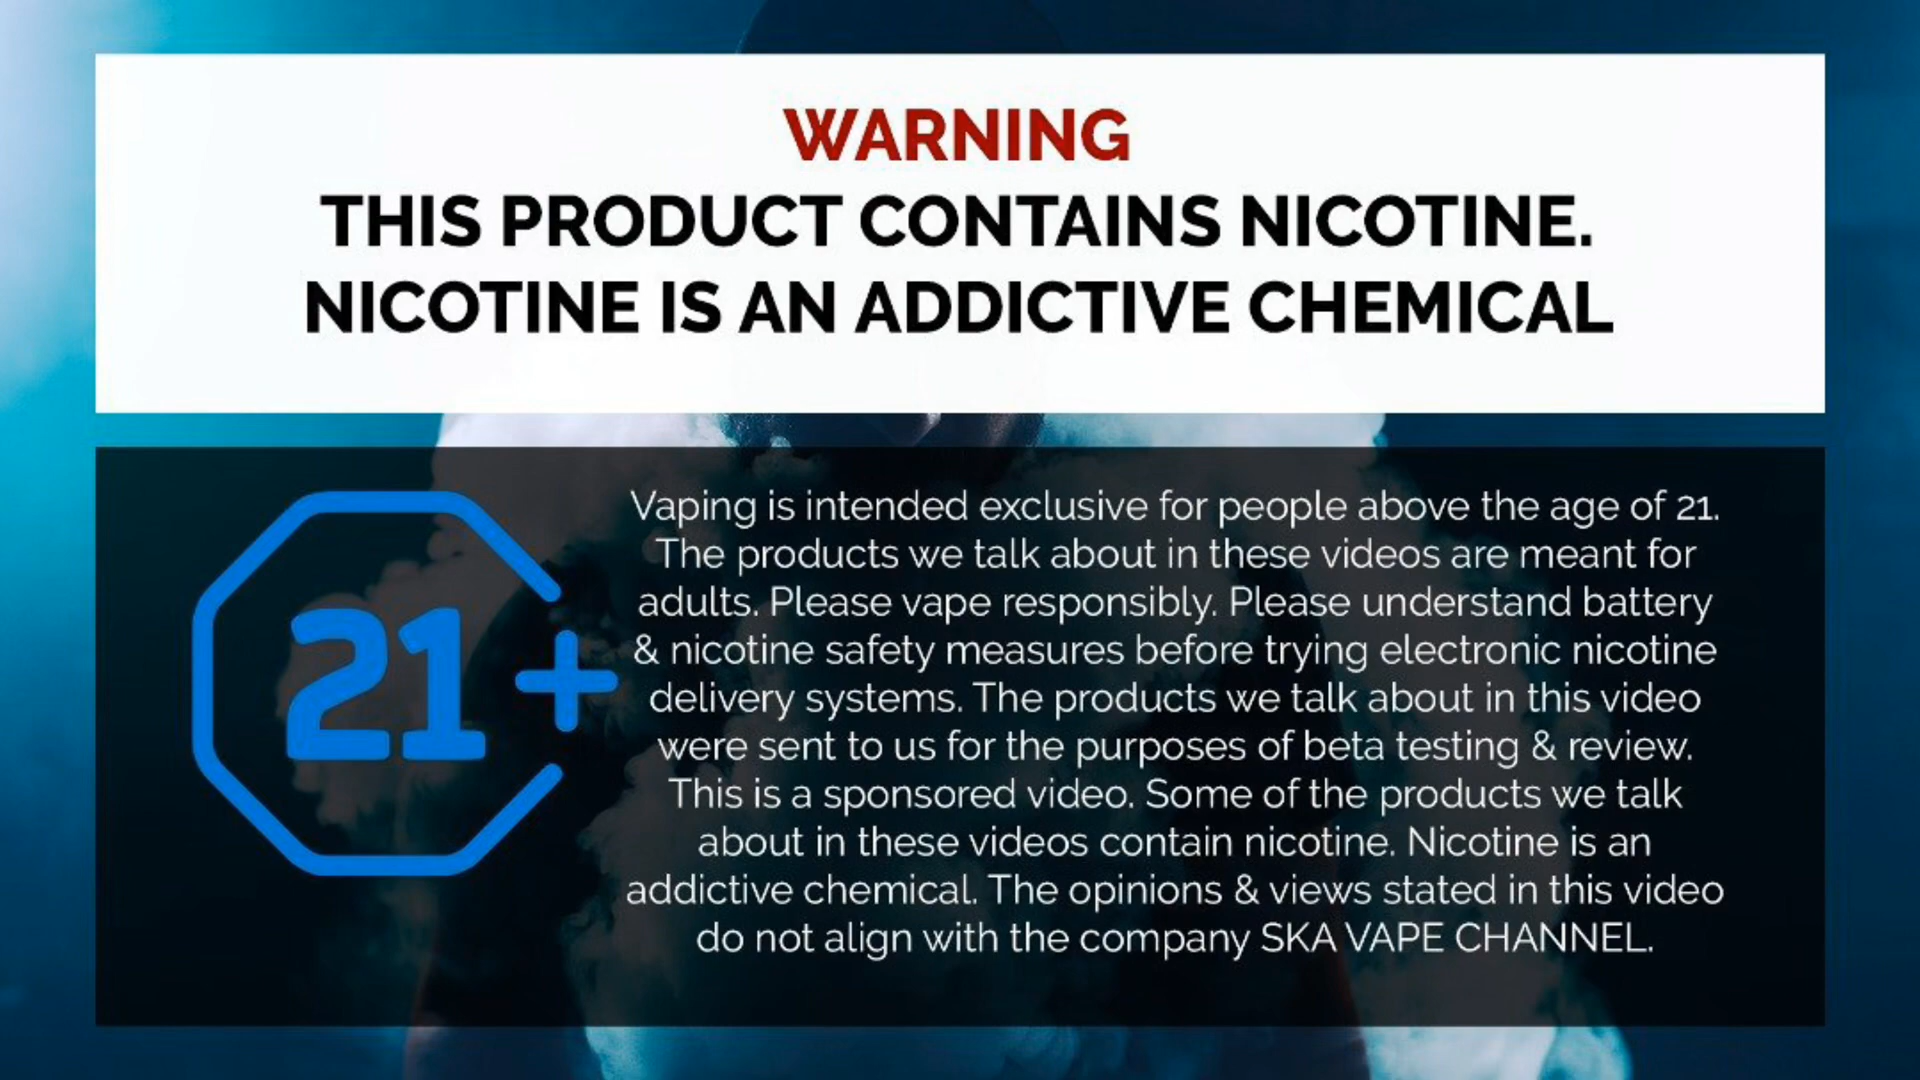 WARNING
THIS PRODUCT CONTAINS NICOTINE.
NICOTINE IS AN ADDICTIVE CHEMICAL
21+
Vaping is intended exclusive for people above the age of 21.
The products we talk about in these videos are meant for
adults. Please vape responsibly. Please understand battery
& nicotine safety measures before trying electronic nicotine
delivery systems. The products we talk about in this video
were sent to us for the purposes of beta testing & review.
This is a sponsored video. Some of the products we talk
about in these videos contain nicotine. Nicotine is an
addictive chemical. The opinions & views stated in this video
do not align with the company SKA VAPE CHANNEL.